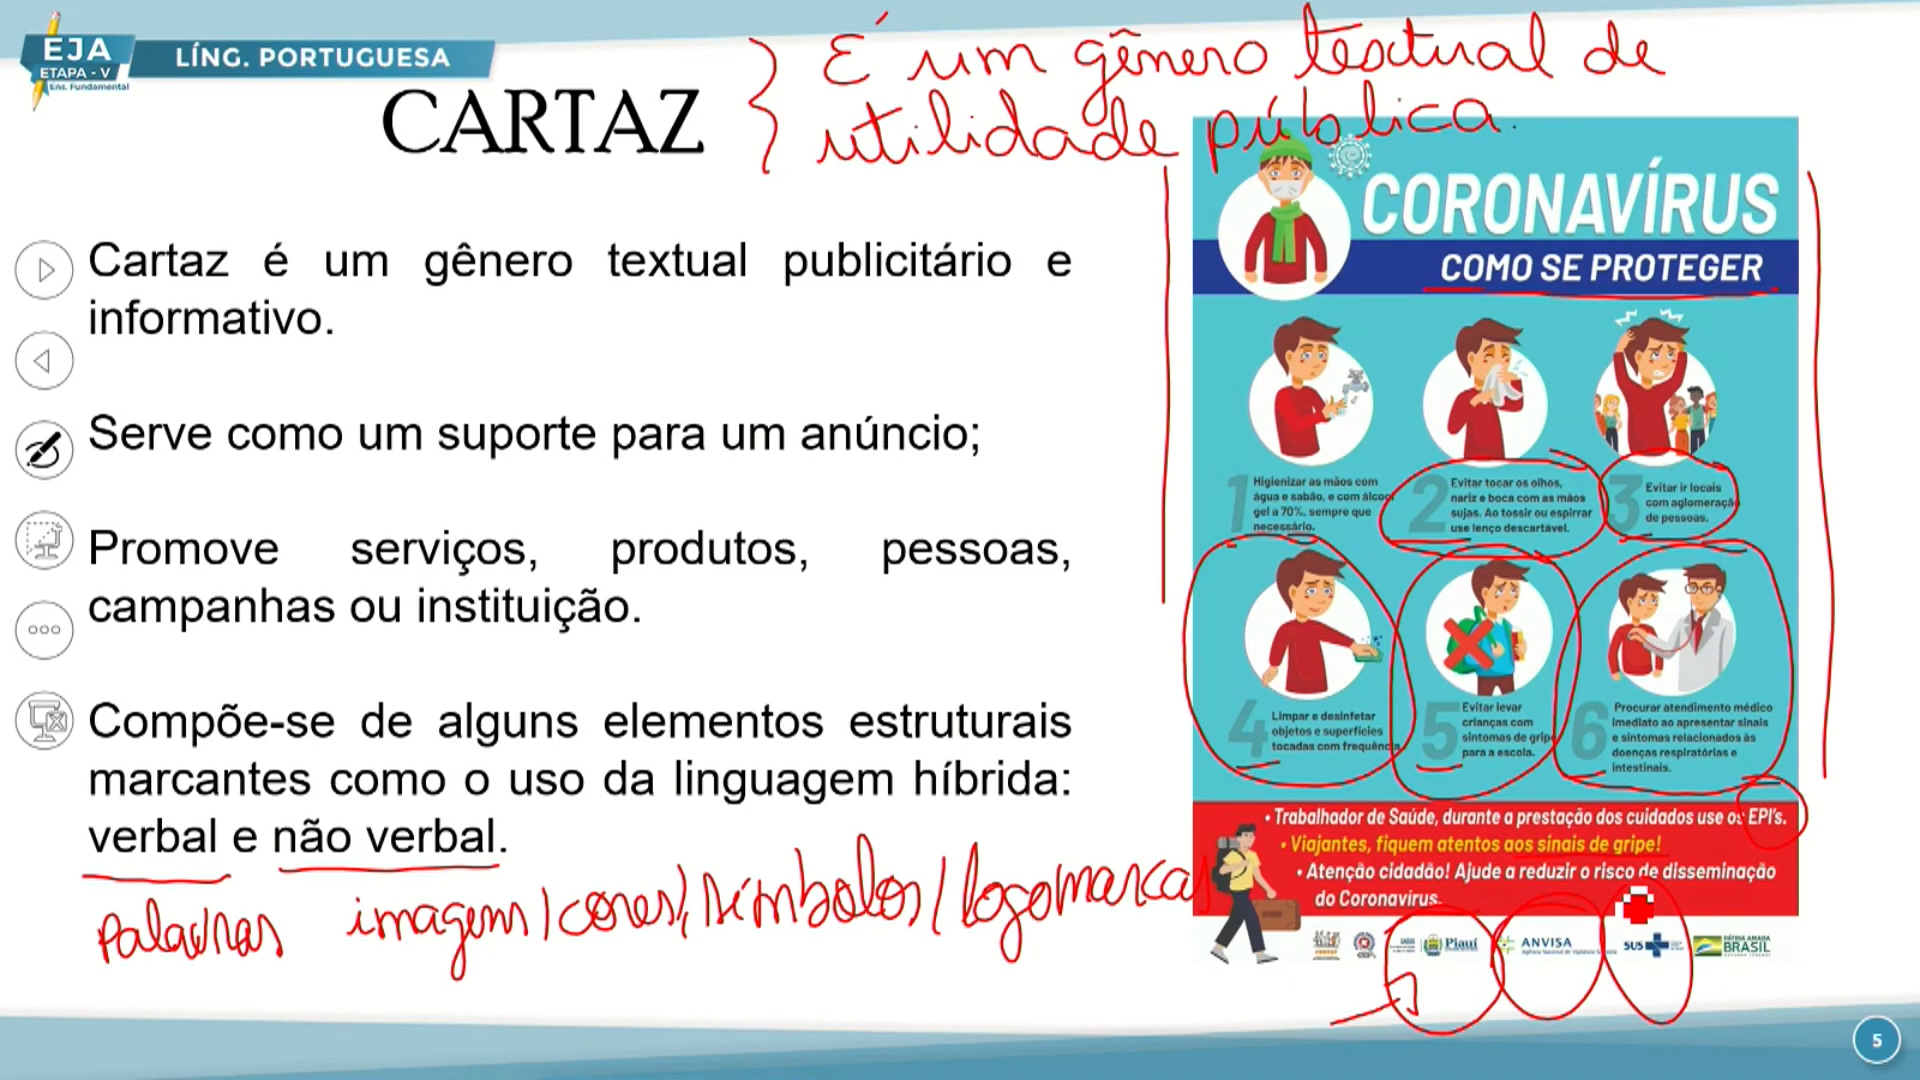 EJA
ETAPA - V
Ens. Fundamental
LÍNG. PORTUGUESA
CARTAZ
É um gênero textual de
utilidade pública.
Cartaz é um gênero textual publicitário e
informativo.
Serve como um suporte para um anúncio;
Promove serviços, produtos, pessoas,
campanhas ou instituição.
Compõe-se de alguns elementos estruturais
marcantes como o uso da linguagem híbrida:
verbal e não verbal.
palavras imagens/cores/símbolos/logomarcas
CORONAVÍRUS
COMO SE PROTEGER
1
Higienizar as mãos com
água e sabão, e com álcool
gel a 70%, sempre que
necessário.
2
Evitar tocar os olhos,
nariz e boca com as mãos
sujas. Ao tossir ou espirrar
use lenço descartável.
3
Evitar ir locais
com aglomeração
de pessoas.
4
Limpar e desinfetar
objetos e superfícies
tocadas com frequência
5
Evitar levar
crianças com
sintomas de gripe
para a escola.
6
Procurar atendimento médico
imediato ao apresentar sinais
e sintomas relacionados às
doenças respiratórias e
intestinais.
• Trabalhador de Saúde, durante a prestação dos cuidados use os EPI's.
• Viajantes, fiquem atentos aos sinais de gripe!
• Atenção cidadão! Ajude a reduzir o risco de disseminação
do Coronavírus.
Piauí
ANVISA
SUS
PÁTRIA AMADA
BRASIL
5